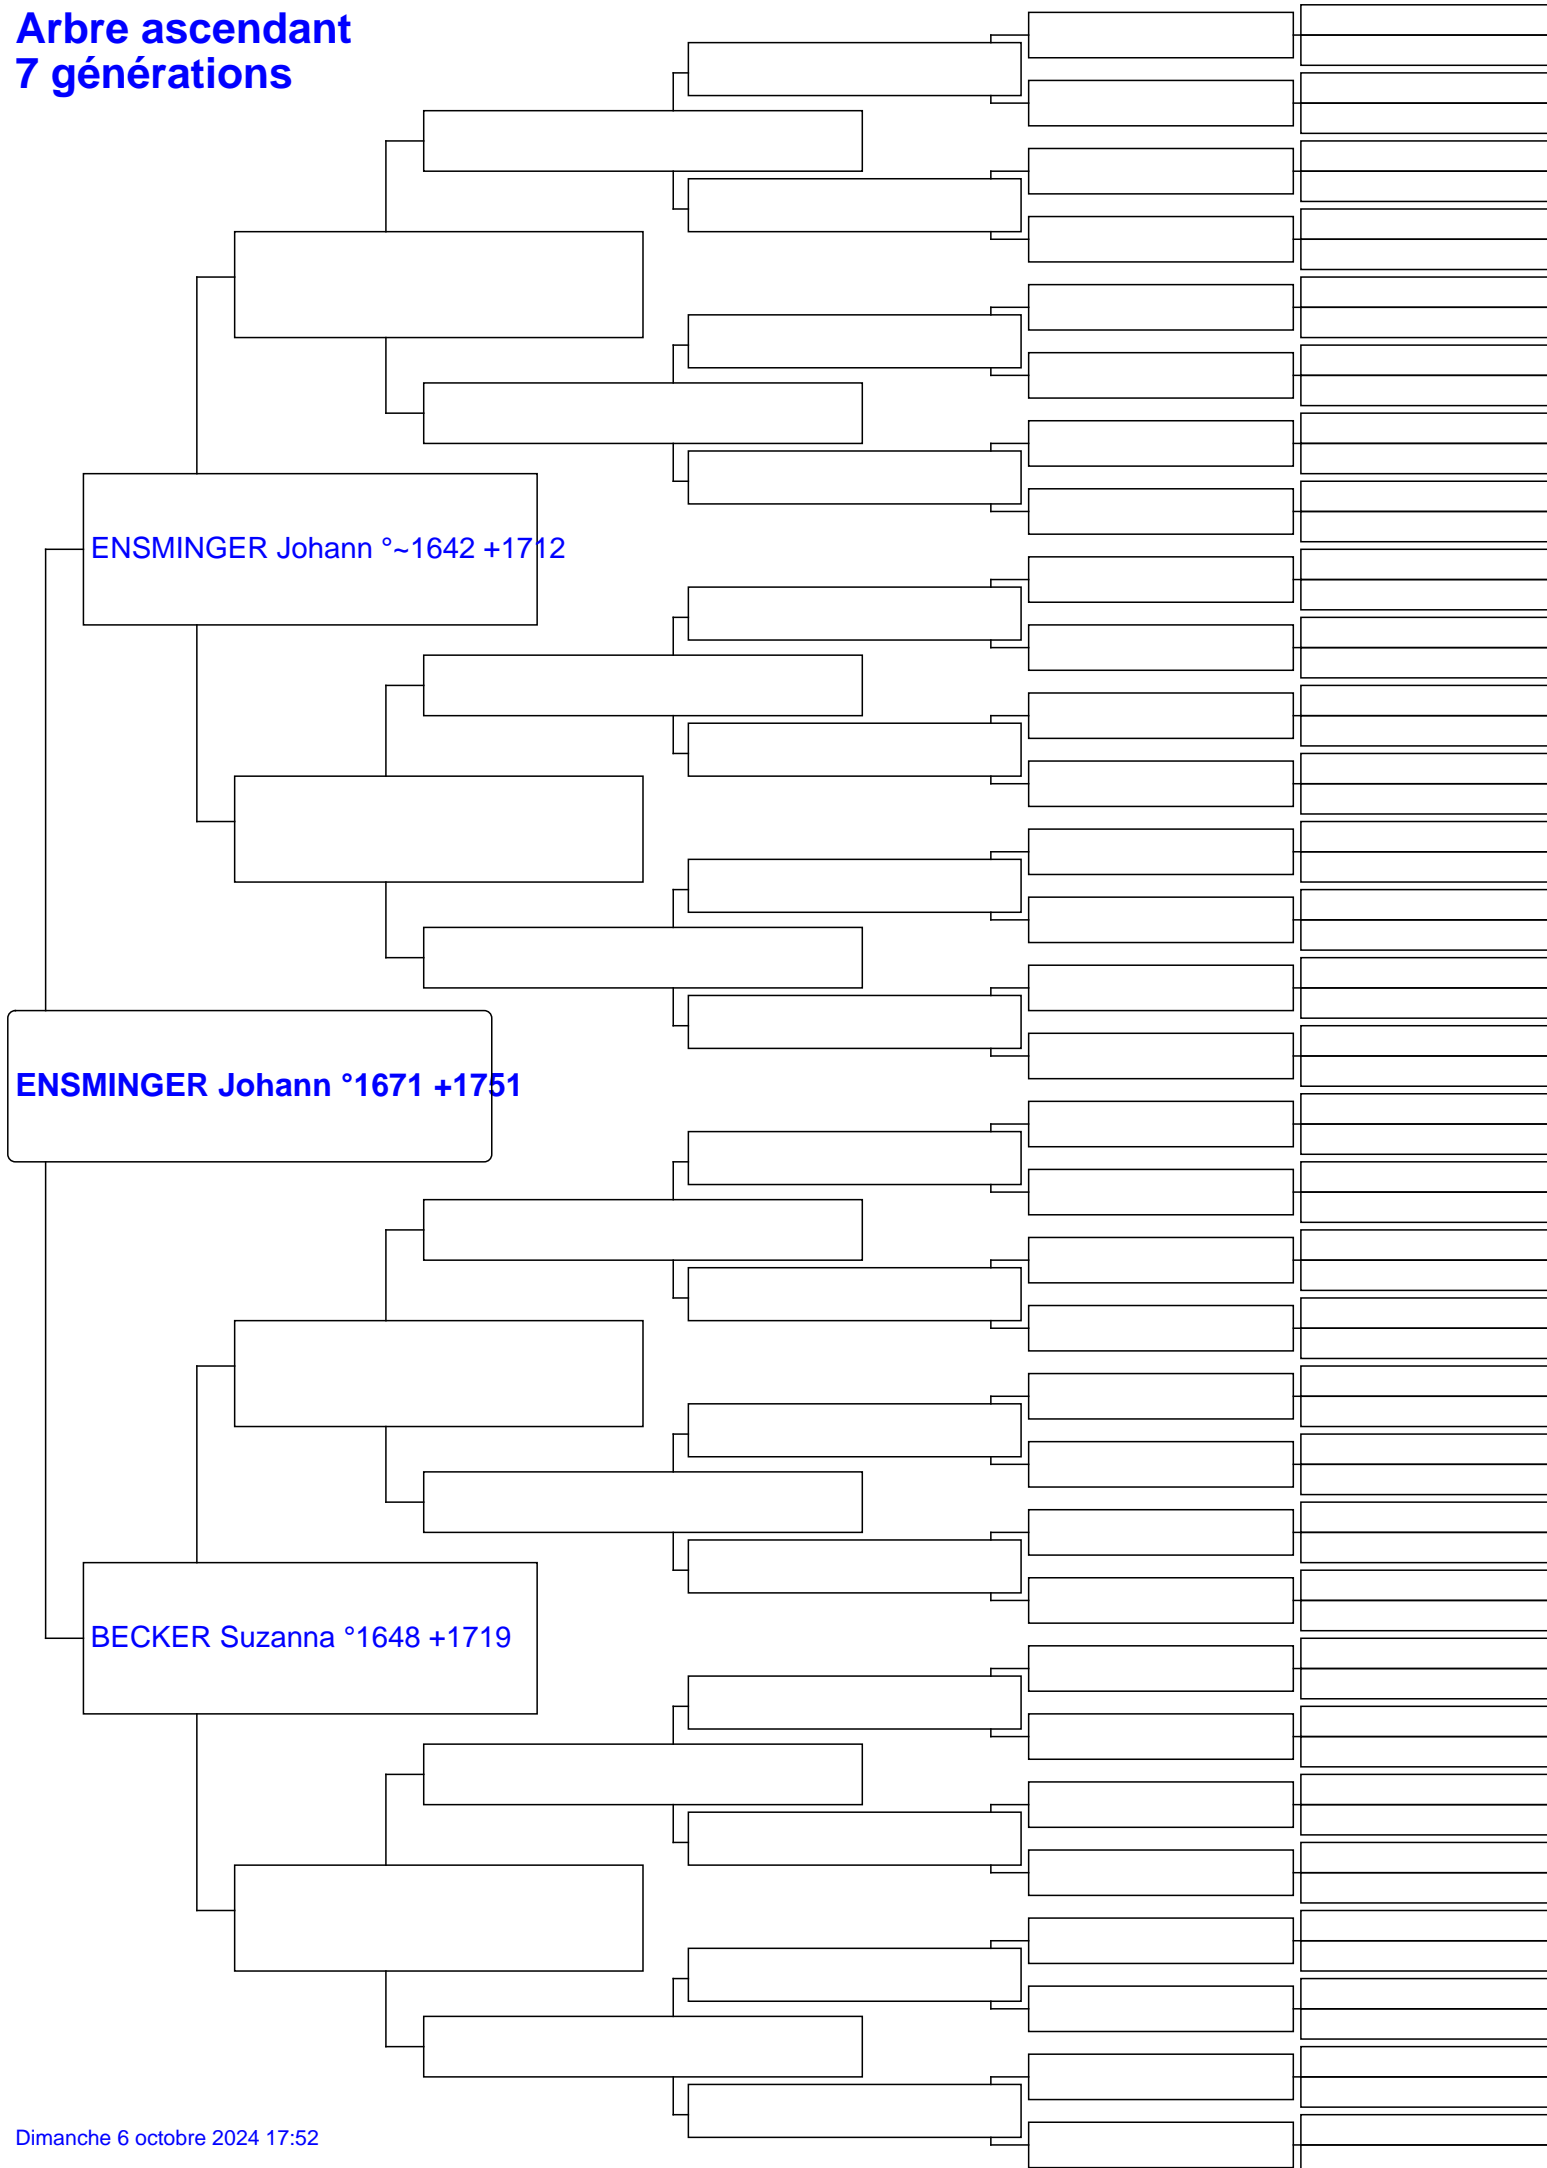 Arbre ascendant
7 générations
ENSMINGER Johann °~1642 +1712
ENSMINGER Johann °1671 +1751
BECKER Suzanna °1648 +1719
Dimanche 6 octobre 2024 17:52